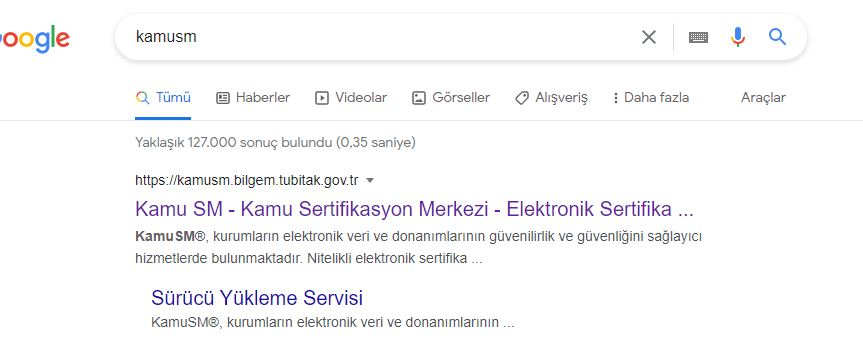 Google
kamusm
Tümü Haberler Videolar Görseller Alışveriş Daha fazla Araçlar
Yaklaşık 127.000 sonuç bulundu (0,35 saniye)
https://kamusm.bilgem.tubitak.gov.tr
Kamu SM - Kamu Sertifikasyon Merkezi - Elektronik Sertifika ...
KamuSM®, kurumların elektronik veri ve donanımlarının güvenilirlik ve güvenliğini sağlayıcı
hizmetlerde bulunmaktadır. Nitelikli elektronik sertifika ...
Sürücü Yükleme Servisi
KamuSM®, kurumların elektronik veri ve donanımlarının ...